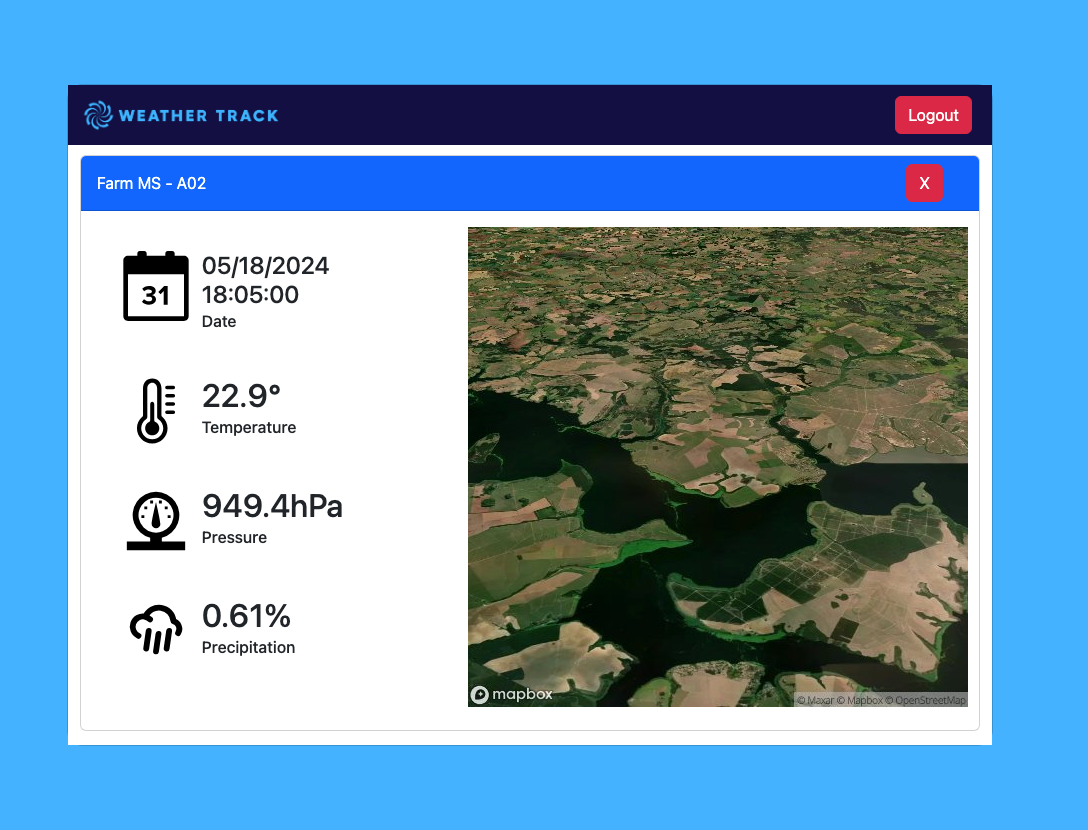 WEATHER TRACK
Logout
Farm MS - A02
X
31
05/18/2024
18:05:00
Date
22.9°
Temperature
949.4hPa
Pressure
0.61%
Precipitation
mapbox
© Maxar © Mapbox © OpenStreetMap